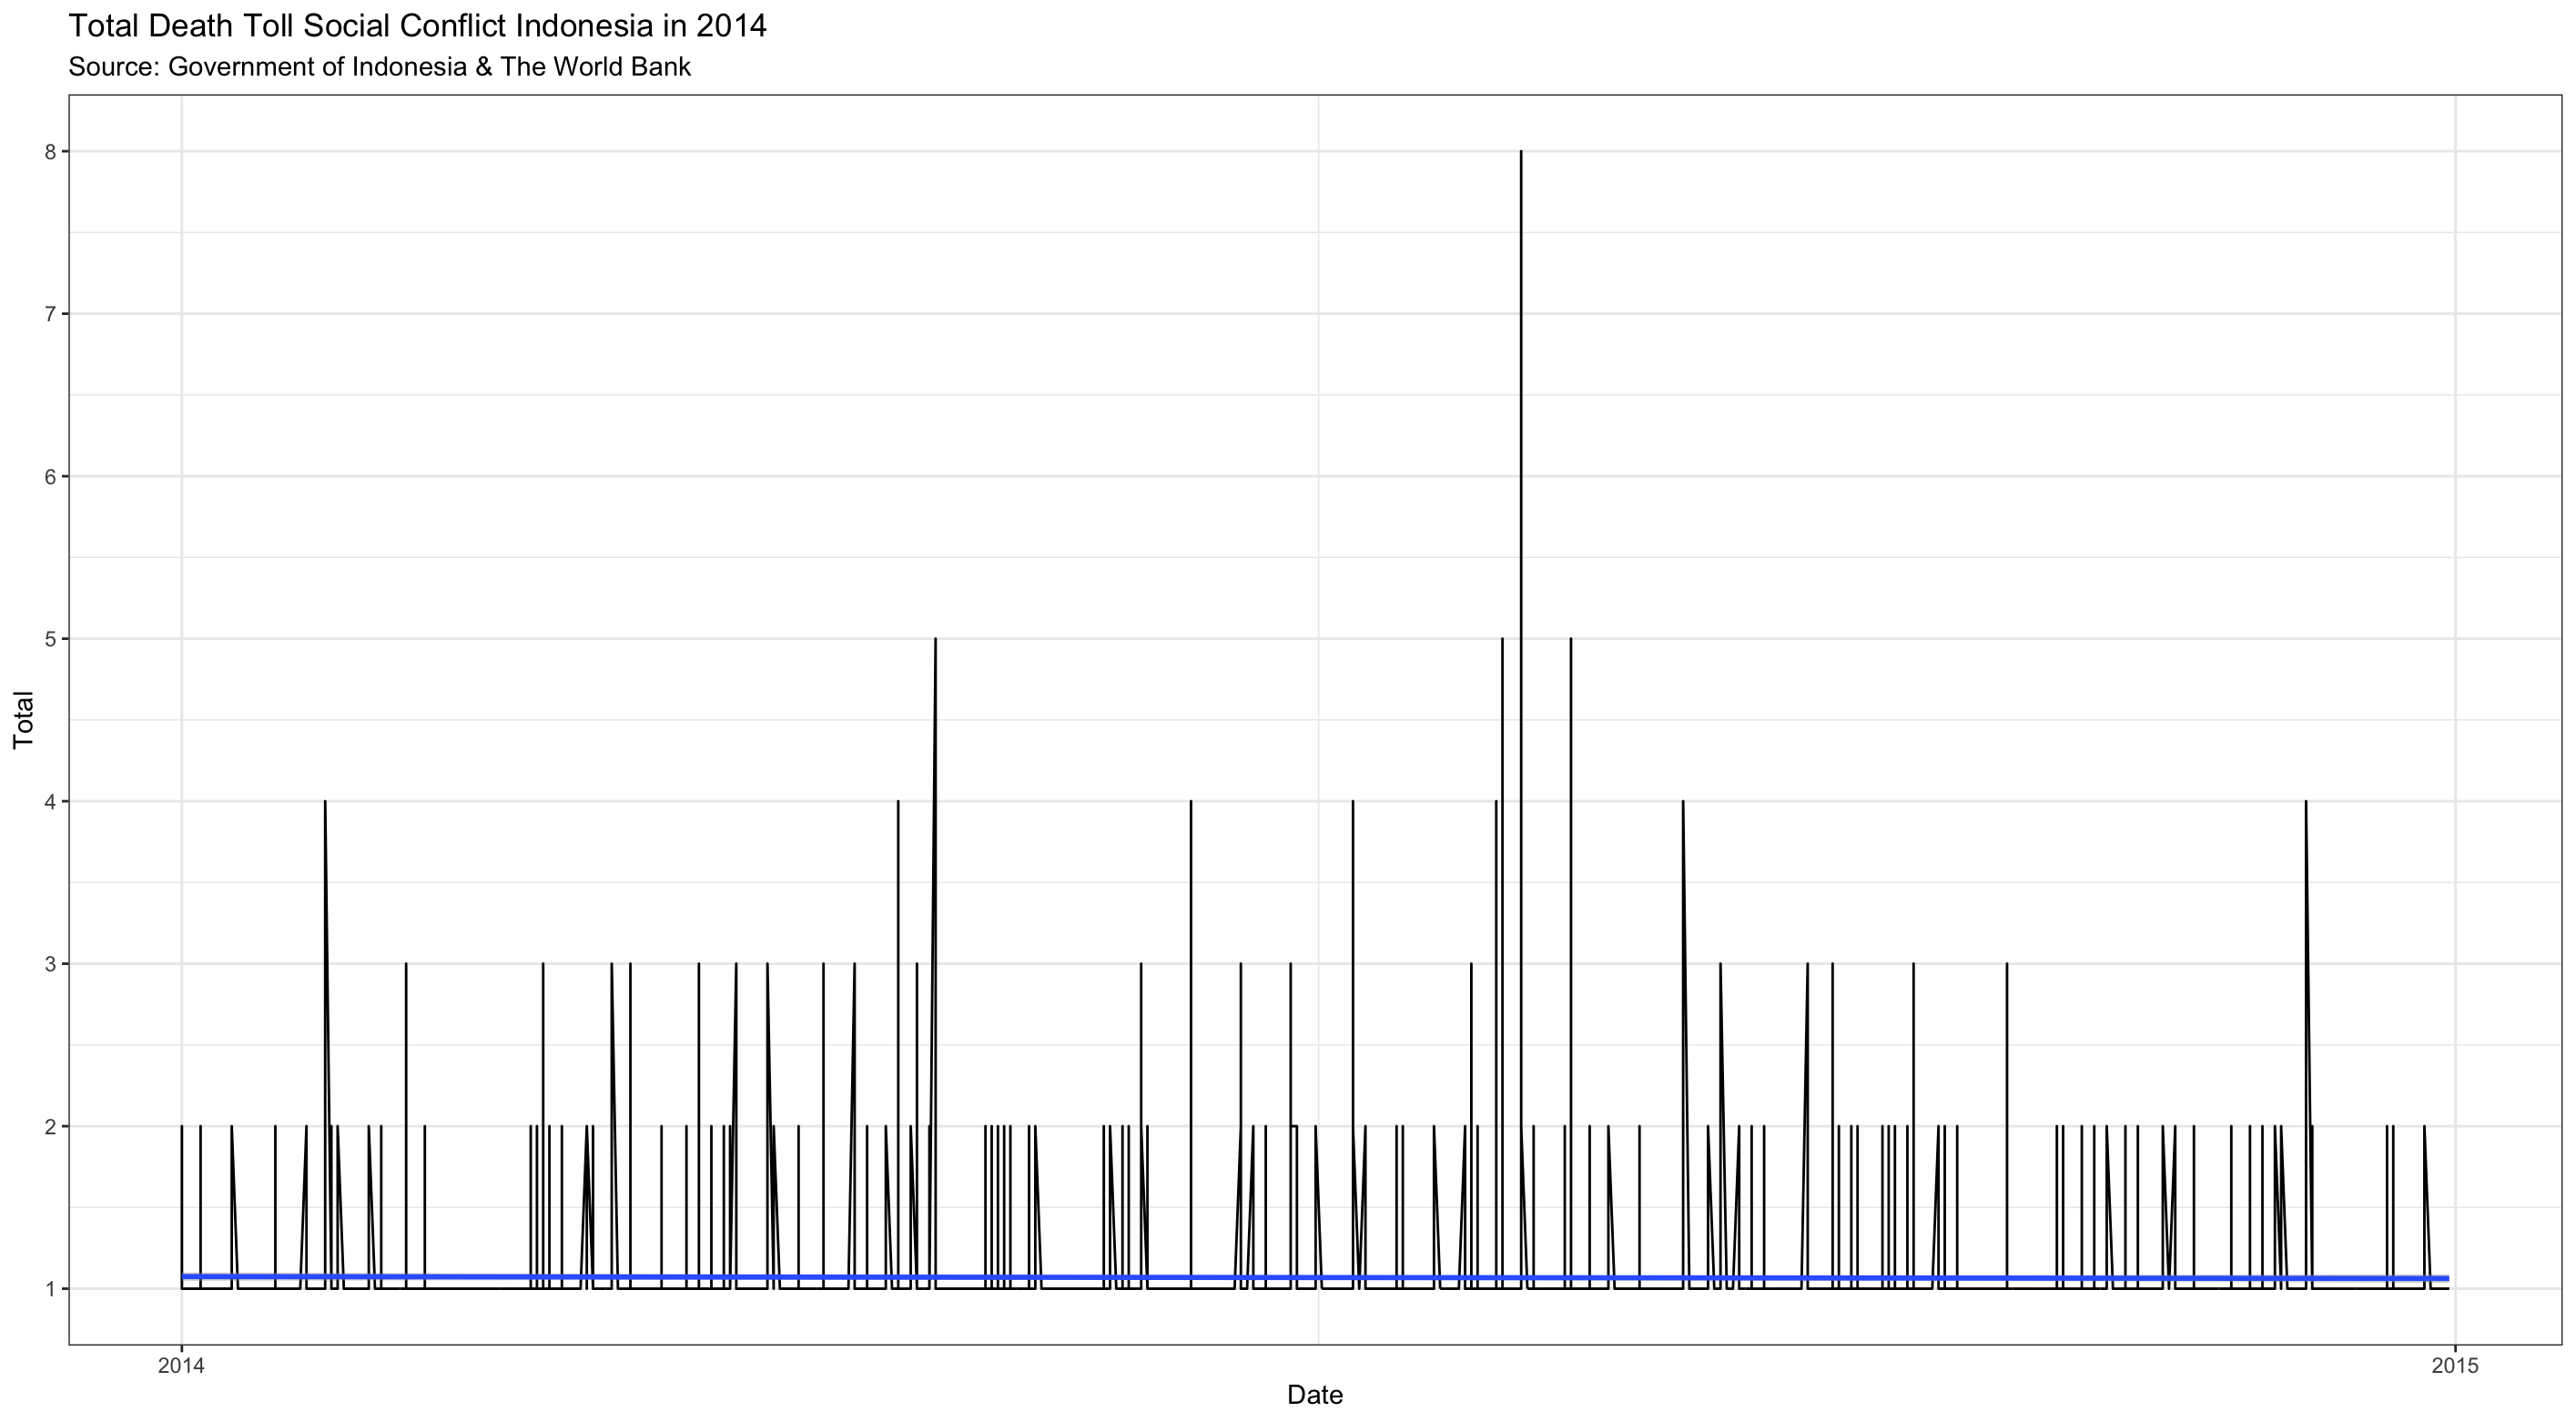 Total Death Toll Social Conflict Indonesia in 2014
Source: Government of Indonesia & The World Bank
8
7
6
5
4
3
2
1
Total
2014
2015
Date